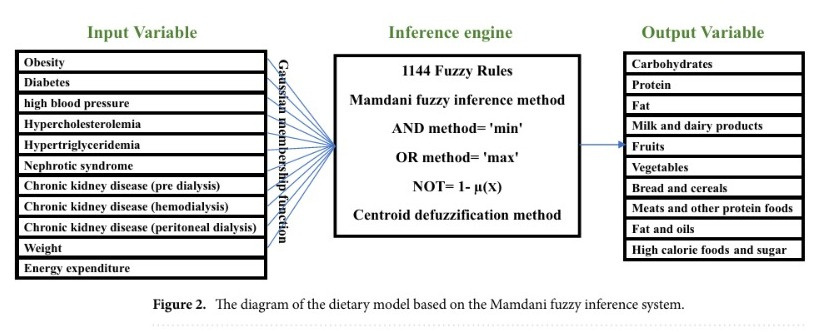 Input Variable
Obesity
Diabetes
high blood pressure
Hypercholesterolemia
Hypertriglyceridemia
Nephrotic syndrome
Chronic kidney disease (pre dialysis)
Chronic kidney disease (hemodialysis)
Chronic kidney disease (peritoneal dialysis)
Weight
Energy expenditure
Gaussian membership function
Inference engine
1144 Fuzzy Rules
Mamdani fuzzy inference method
AND method= 'min'
OR method= 'max'
NOT= 1- μ(x)
Centroid defuzzification method
Output Variable
Carbohydrates
Protein
Fat
Milk and dairy products
Fruits
Vegetables
Bread and cereals
Meats and other protein foods
Fat and oils
High calorie foods and sugar
Figure 2. The diagram of the dietary model based on the Mamdani fuzzy inference system.